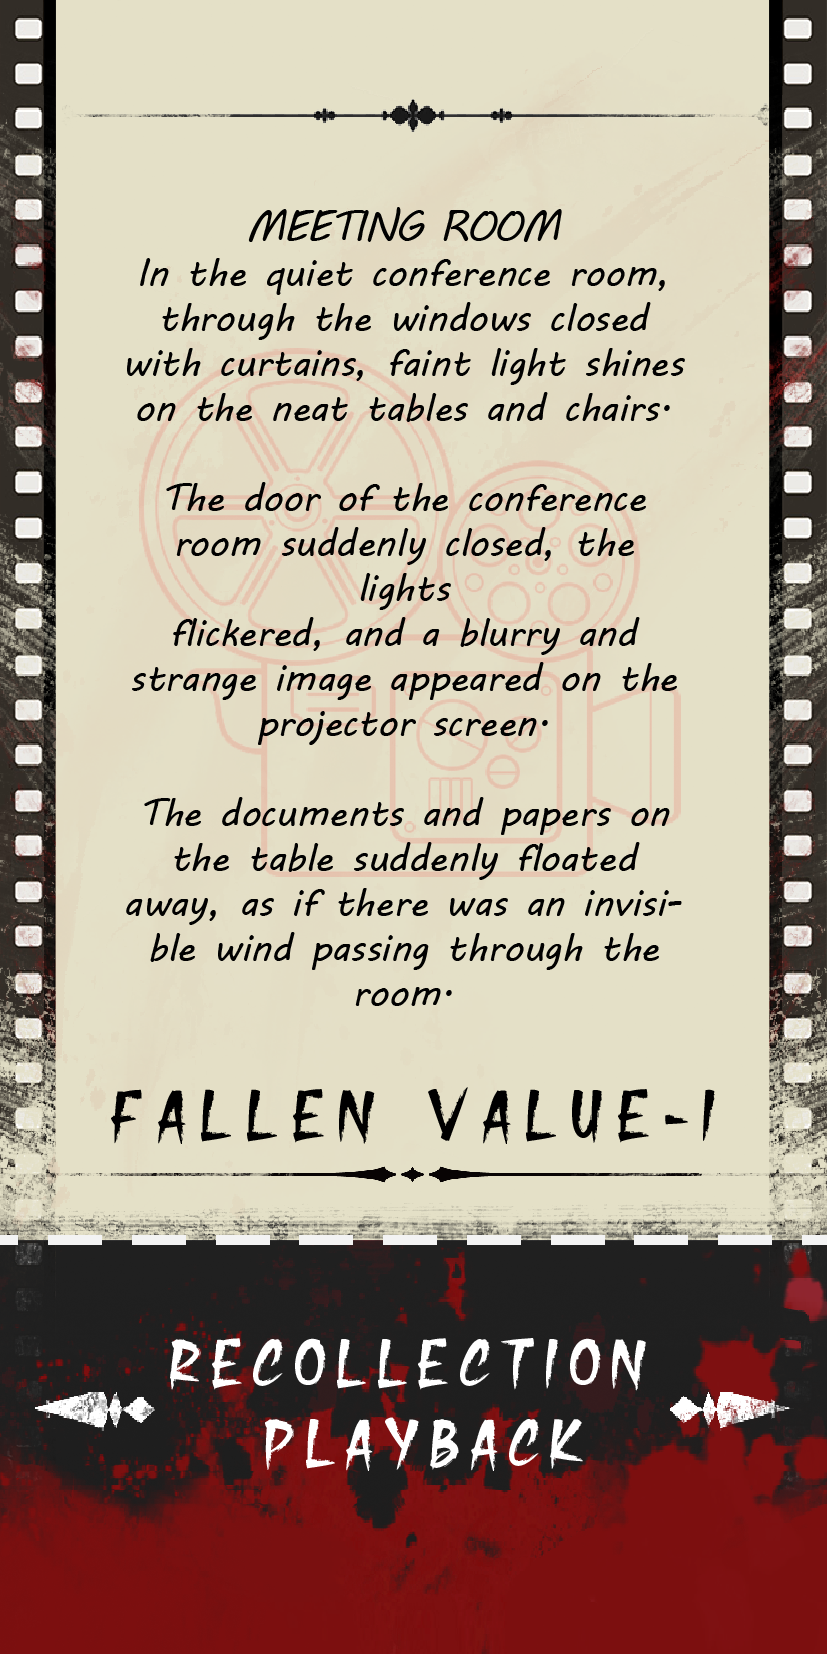 MEETING ROOM
In the quiet conference room,
through the windows closed
with curtains, faint light shines
on the neat tables and chairs·
The door of the conference
room suddenly closed, the
lights
flickered, and a blurry and
strange image appeared on the
projector screen·
The documents and papers on
the table suddenly floated
away, as if there was an invisi-
ble wind passing through the
room·
FALLEN VALUE-1
RECOLLECTION
PLAYBACK